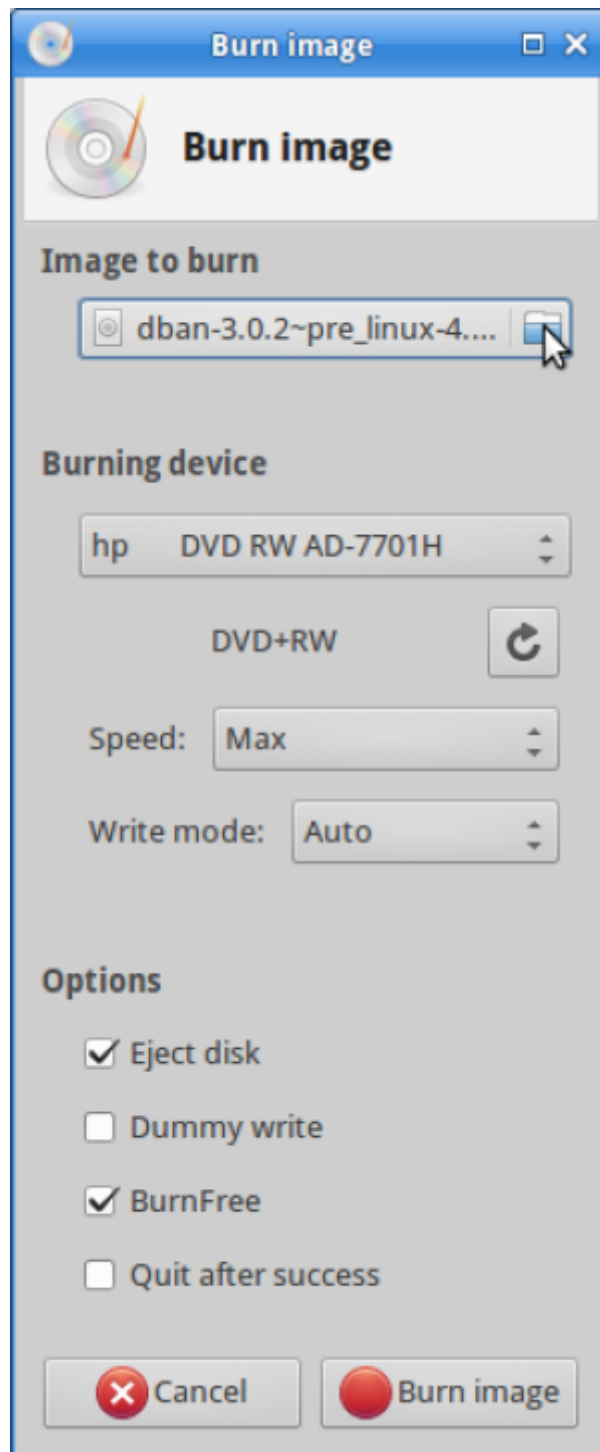 Burn image
Burn image
Image to burn
dban-3.0.2~pre_linux-4....
Burning device
hp DVD RW AD-7701H
DVD+RW
Speed: Max
Write mode: Auto
Options
Eject disk
Dummy write
BurnFree
Quit after success
Cancel Burn image